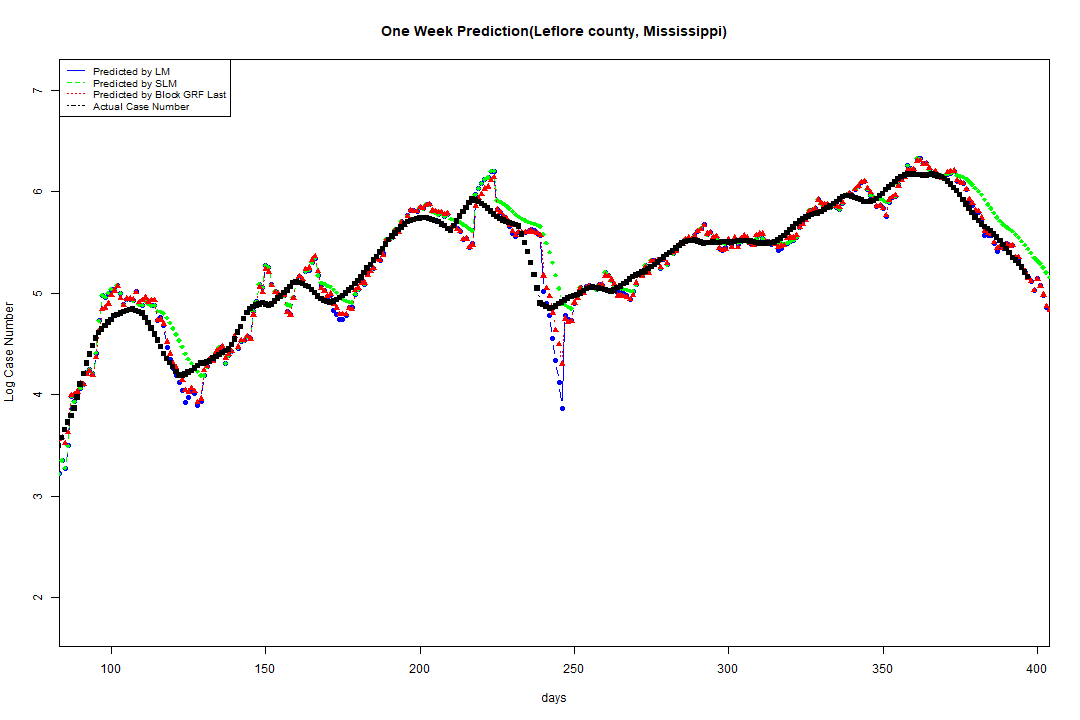 One Week Prediction(Leflore county, Mississippi)
Predicted by LM
Predicted by SLM
Predicted by Block GRF Last
Actual Case Number
7
6
5
4
3
2
Log Case Number
100 150 200 250 300 350 400
days